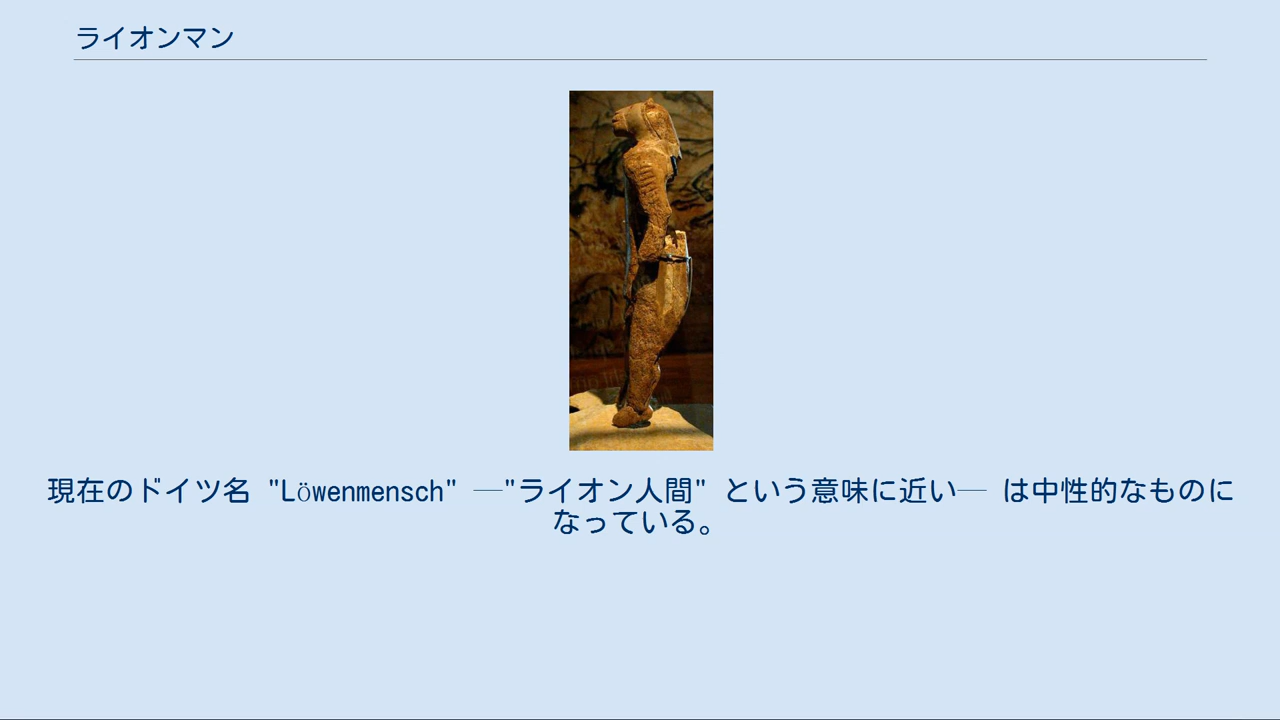 ライオンマン
現在のドイツ名 "Löwenmensch" ―"ライオン人間" という意味に近い― は中性的なものに
なっている。